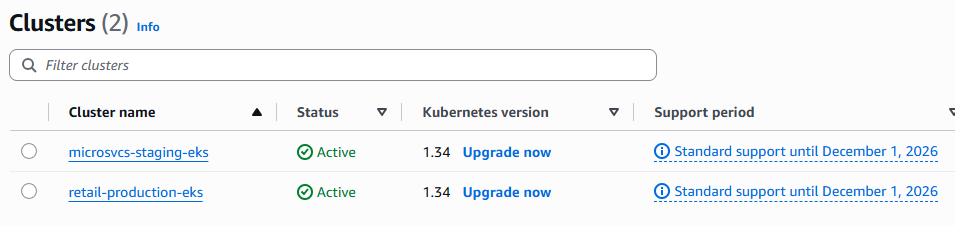 Clusters (2) Info
Filter clusters
Cluster name Status Kubernetes version Support period
microsvcs-staging-eks Active 1.34 Upgrade now Standard support until December 1, 2026
retail-production-eks Active 1.34 Upgrade now Standard support until December 1, 2026